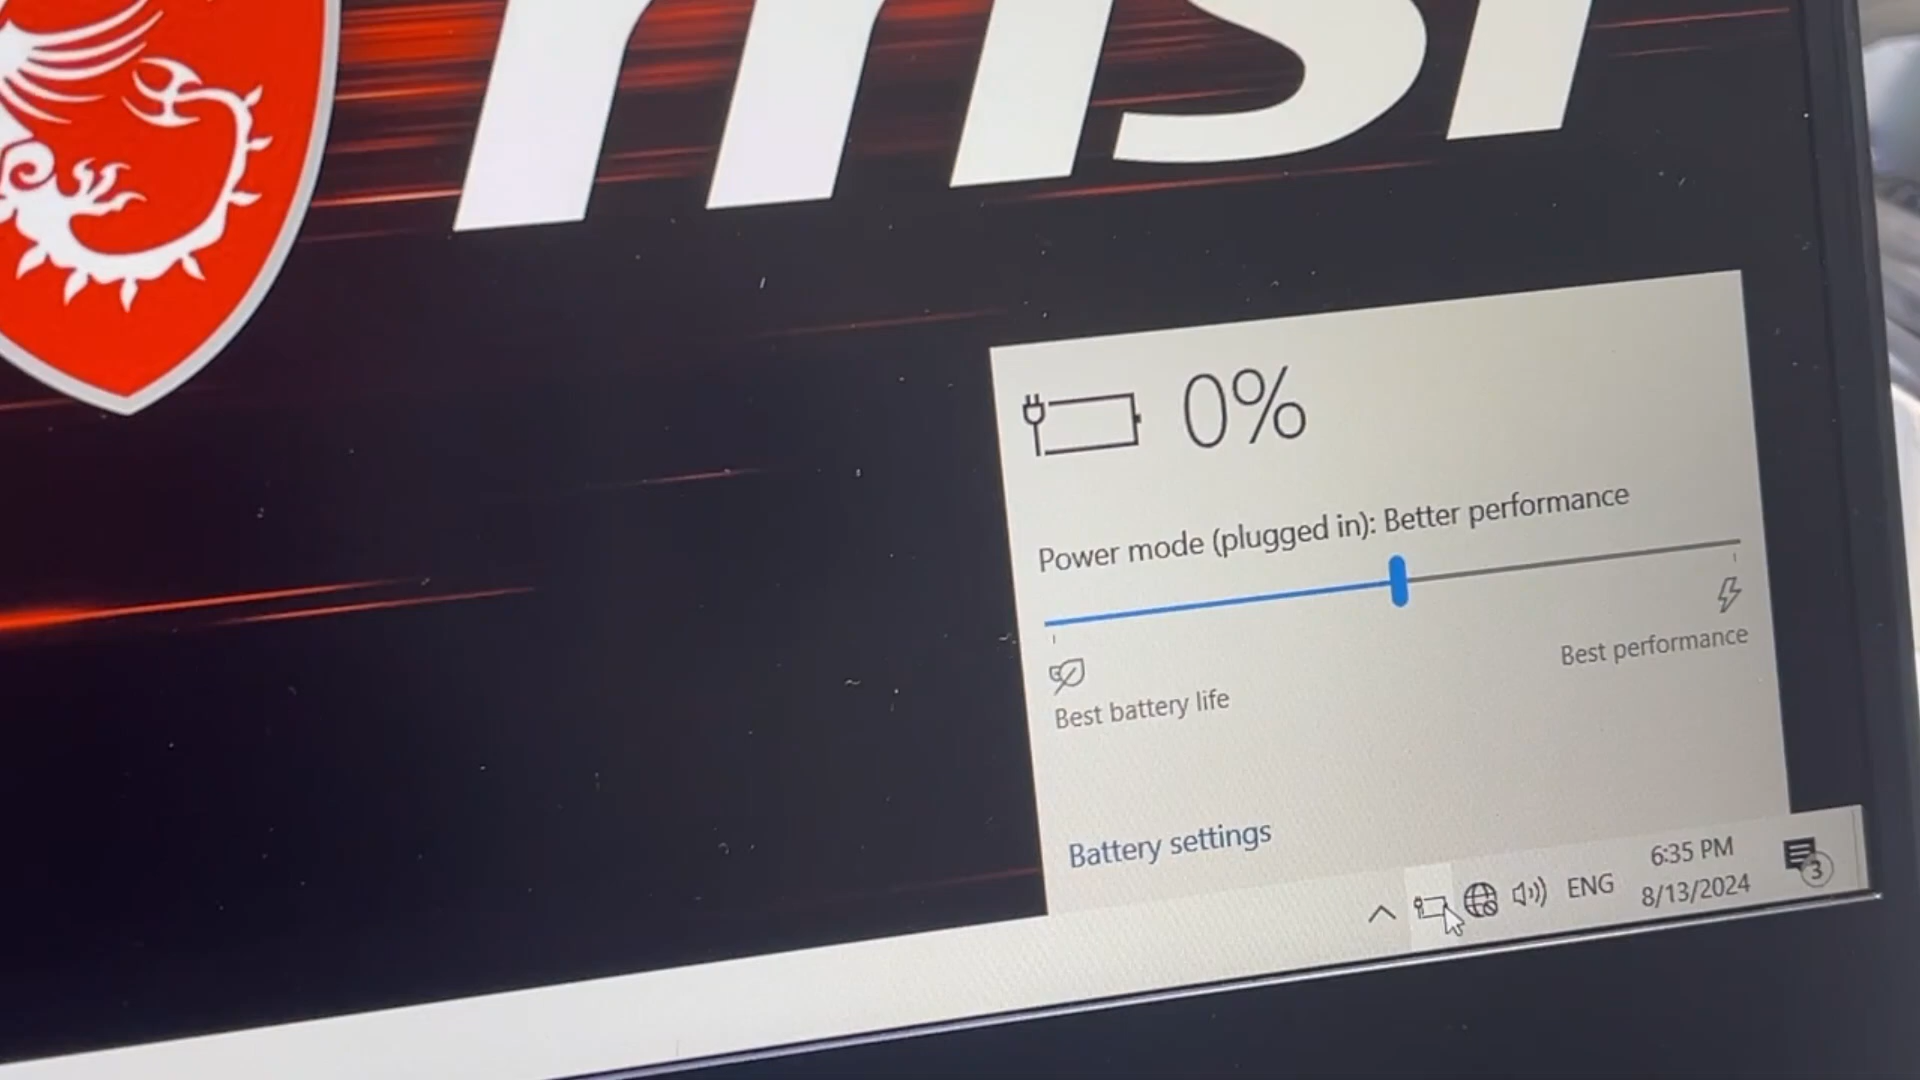 msi
0%
Power mode (plugged in): Better performance
Best performance
Best battery life
Battery settings
ENG
6:35 PM
8/13/2024
3